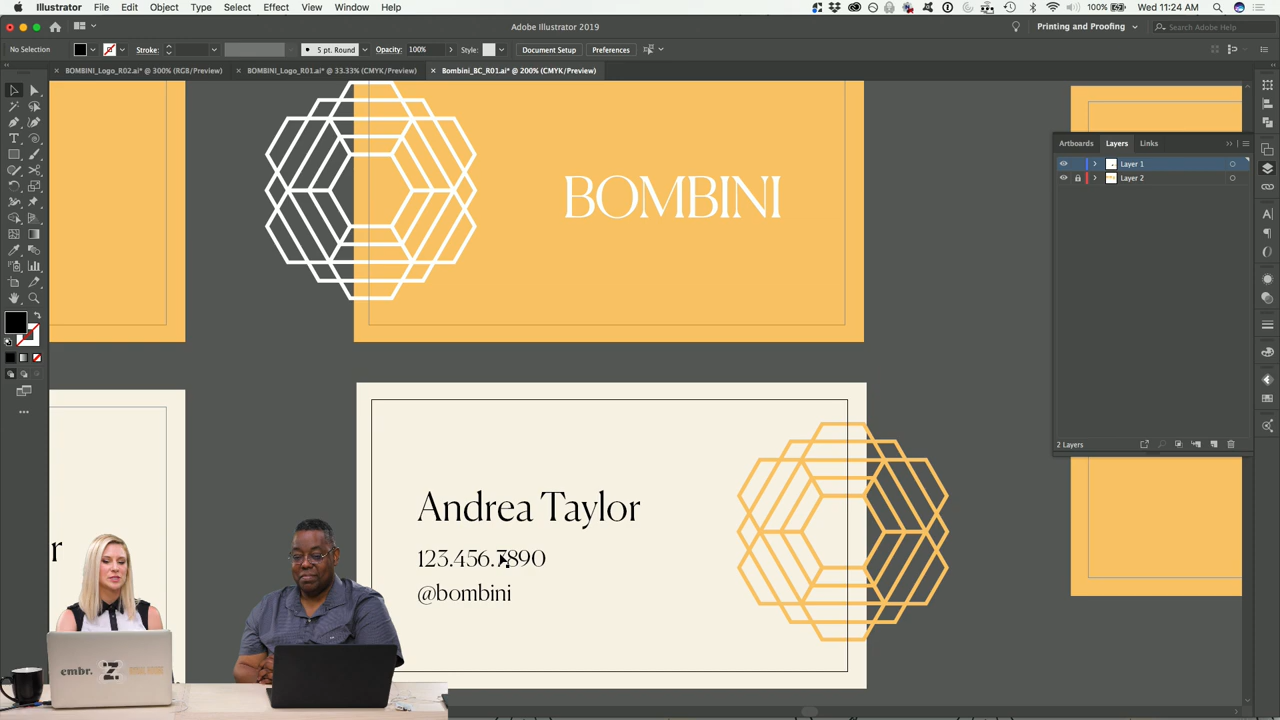 Illustrator File Edit Object Type Select Effect View Window Help
100% Wed 11:24 AM
Adobe Illustrator 2019
Printing and Proofing
Search Adobe Help
No Selection
Stroke:
5 pt. Round
Opacity: 100%
Style:
Document Setup
Preferences
BOMBINI_Logo_R02.ai* @ 300% (RGB/Preview)
BOMBINI_Logo_R01.ai* @ 33.33% (CMYK/Preview)
Bombini_BC_R01.ai* @ 200% (CMYK/Preview)
Artboards Layers Links
Layer 1
Layer 2
BOMBINI
2 Layers
Andrea Taylor
r
123.456.7890
@bombini
embr.